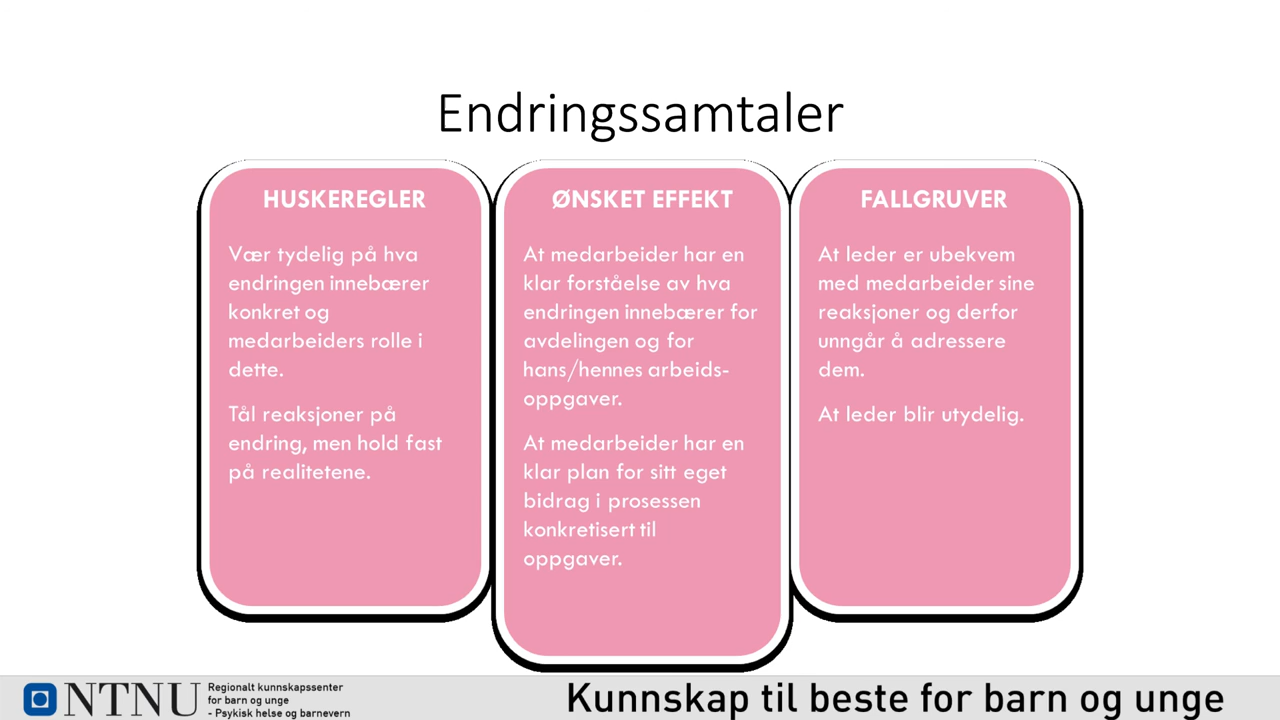 Endringssamtaler
HUSKEREGLER
Vær tydelig på hva
endringen innebærer
konkret og
medarbeiders rolle i
dette.
Tål reaksjoner på
endring, men hold fast
på realitetene.
ØNSKET EFFEKT
At medarbeider har en
klar forståelse av hva
endringen innebærer for
avdelingen og for
hans/hennes arbeids-
oppgaver.
At medarbeider har en
klar plan for sitt eget
bidrag i prosessen
konkretisert til
oppgaver.
FALLGRUVER
At leder er ubekvem
med medarbeider sine
reaksjoner og derfor
unngår å adressere
dem.
At leder blir utydelig.
NTNU
Regionalt kunnskapssenter
for barn og unge
- Psykisk helse og barnevern
Kunnskap til beste for barn og unge